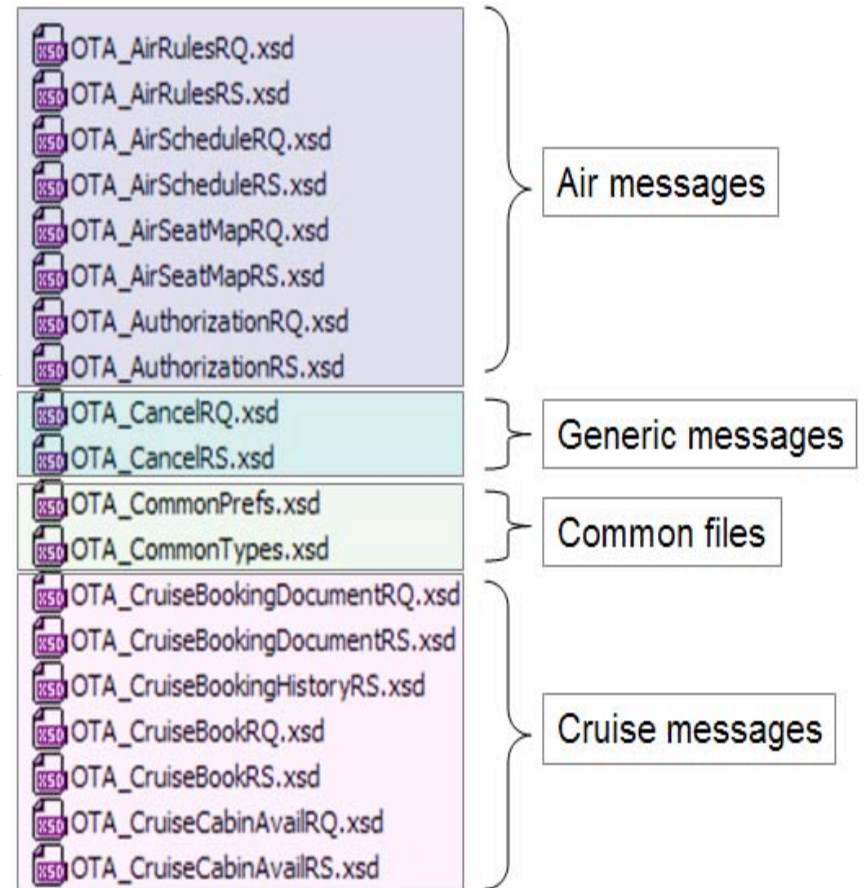 OTA_AirRulesRQ.xsd
OTA_AirRulesRS.xsd
OTA_AirScheduleRQ.xsd
OTA_AirScheduleRS.xsd
OTA_AirSeatMapRQ.xsd
OTA_AirSeatMapRS.xsd
OTA_AuthorizationRQ.xsd
OTA_AuthorizationRS.xsd
Air messages
OTA_CancelRQ.xsd
OTA_CancelRS.xsd
Generic messages
OTA_CommonPrefs.xsd
OTA_CommonTypes.xsd
Common files
OTA_CruiseBookingDocumentRQ.xsd
OTA_CruiseBookingDocumentRS.xsd
OTA_CruiseBookingHistoryRS.xsd
OTA_CruiseBookRQ.xsd
OTA_CruiseBookRS.xsd
OTA_CruiseCabinAvailRQ.xsd
OTA_CruiseCabinAvailRS.xsd
Cruise messages